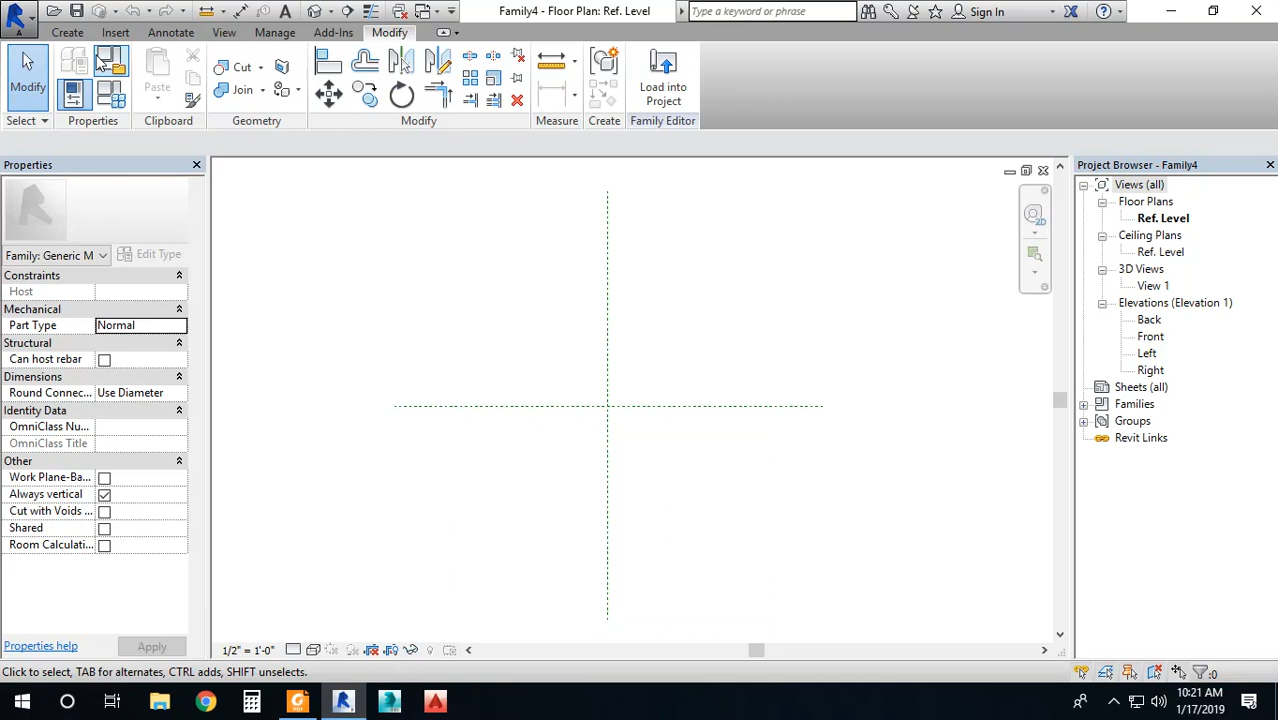 Family4 - Floor Plan: Ref. Level
Type a keyword or phrase
Sign In
Create
Insert
Annotate
View
Manage
Add-Ins
Modify
Modify
Paste
Cut
Join
Load into
Project
Select
Properties
Clipboard
Geometry
Modify
Measure
Create
Family Editor
Properties
Family: Generic M
Edit Type
Constraints
Host
Mechanical
Part Type
Normal
Structural
Can host rebar
Dimensions
Round Connec...
Use Diameter
Identity Data
OmniClass Nu...
OmniClass Title
Other
Work Plane-Ba...
Always vertical
Cut with Voids ...
Shared
Room Calculati...
Properties help
Apply
2D
1/2" = 1'-0"
Project Browser - Family4
Views (all)
Floor Plans
Ref. Level
Ceiling Plans
Ref. Level
3D Views
View 1
Elevations (Elevation 1)
Back
Front
Left
Right
Sheets (all)
Families
Groups
Revit Links
Click to select, TAB for alternates, CTRL adds, SHIFT unselects.
:0
10:21 AM
1/17/2019